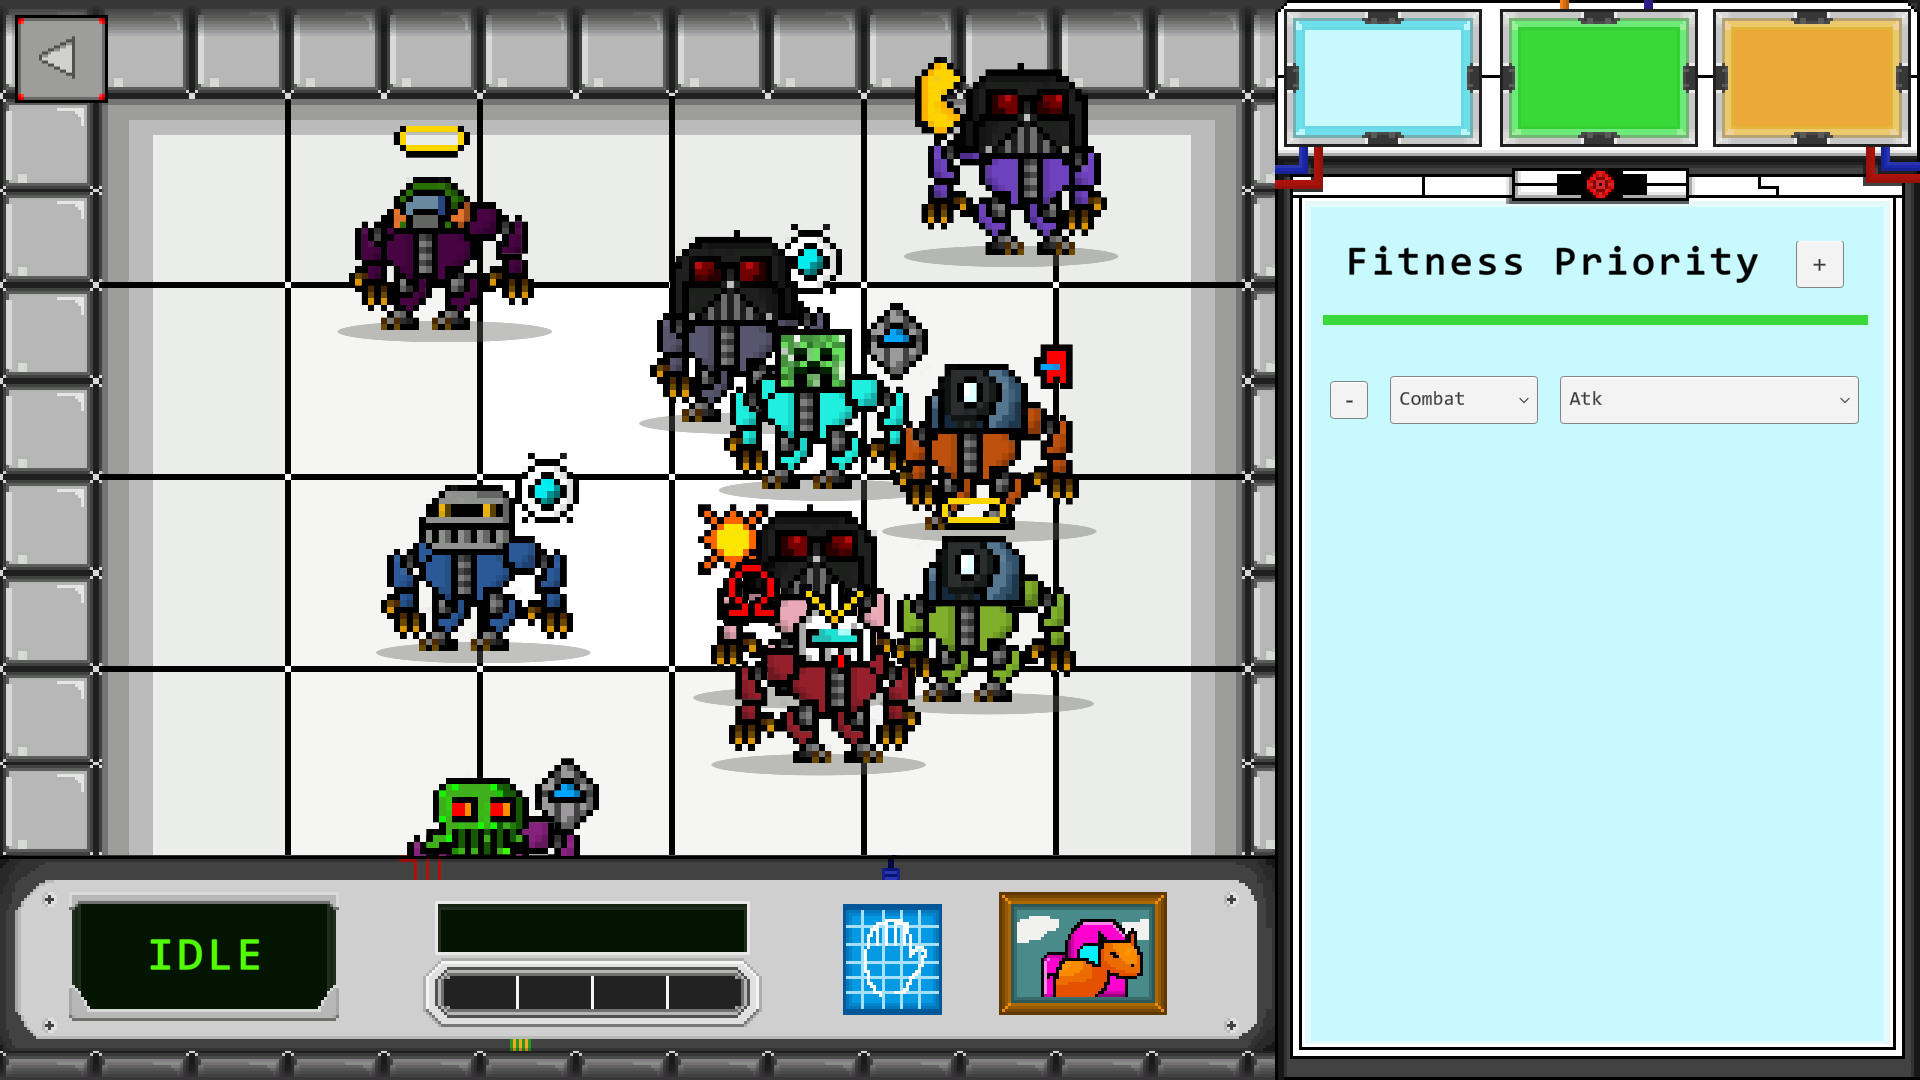 Fitness Priority
+
-
Combat
Atk
Ω
IDLE